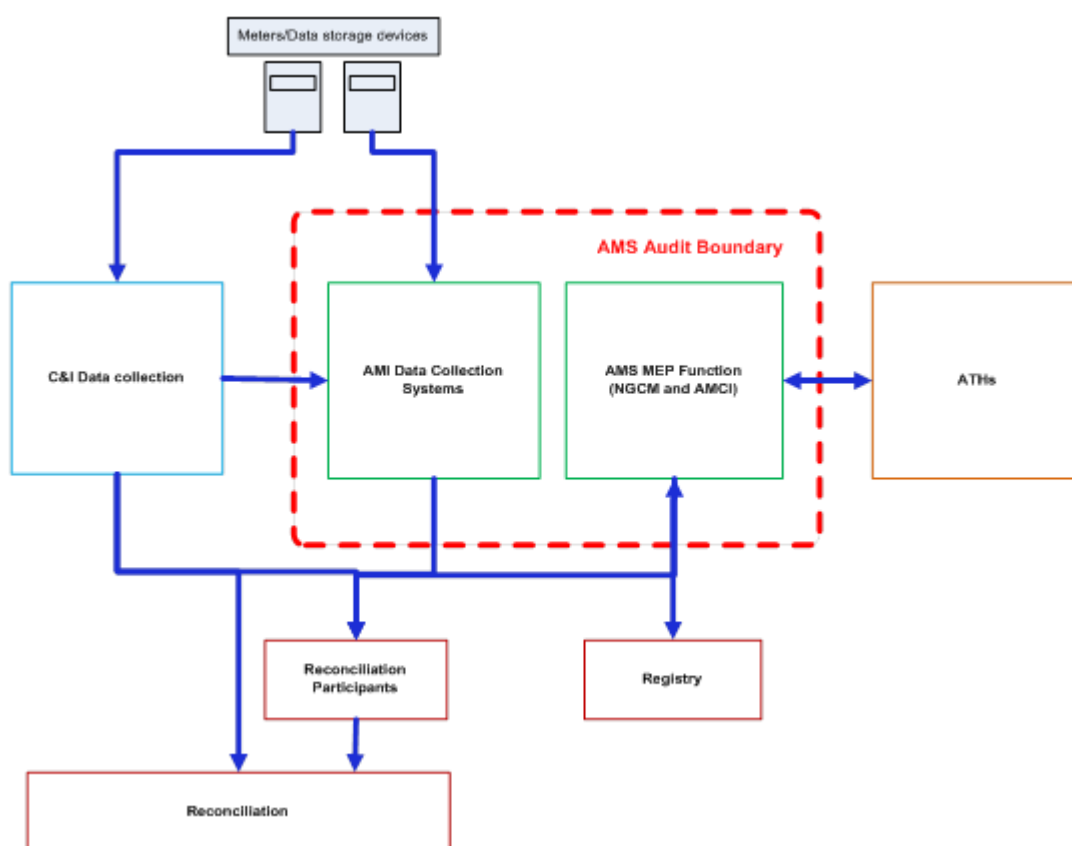 Meters/Data storage devices
AMS Audit Boundary
C&I Data collection
AMI Data Collection
Systems
AMS MEP Function
(NGCM and AMCI)
ATHs
Reconciliation
Participants
Registry
Reconciliation